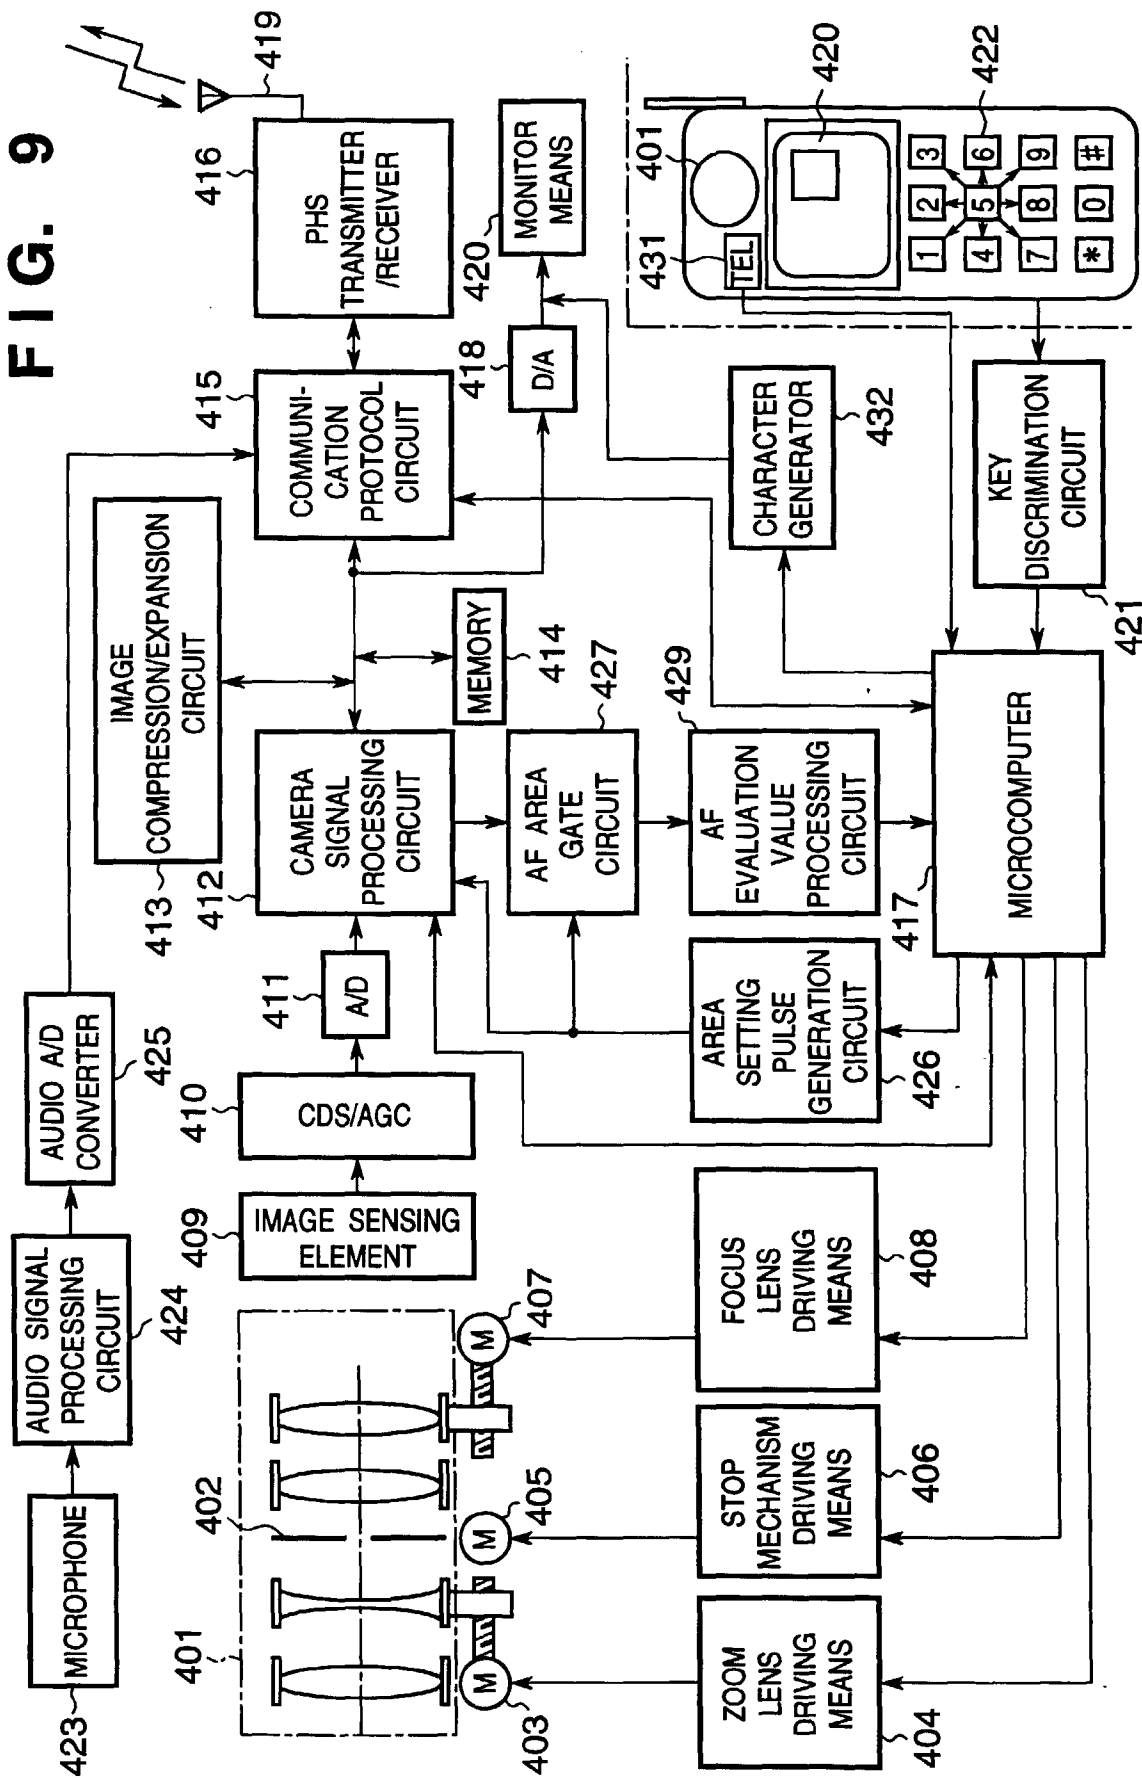 FIG. 9
423
MICROPHONE
AUDIO SIGNAL
PROCESSING
CIRCUIT
424
AUDIO A/D
CONVERTER
425
401
402
M
403
M
405
M
407
409
IMAGE SENSING
ELEMENT
410
CDS/AGC
411
A/D
412
CAMERA
SIGNAL
PROCESSING
CIRCUIT
413
IMAGE
COMPRESSION/EXPANSION
CIRCUIT
MEMORY
414
415
COMMUNI-
CATION
PROTOCOL
CIRCUIT
416
PHS
TRANSMITTER
/RECEIVER
419
418
D/A
420
MONITOR
MEANS
AF AREA
GATE
CIRCUIT
427
429
AF
EVALUATION
VALUE
PROCESSING
CIRCUIT
AREA
SETTING
PULSE
GENERATION
CIRCUIT
426
CHARACTER
GENERATOR
432
ZOOM
LENS
DRIVING
MEANS
404
STOP
MECHANISM
DRIVING
MEANS
406
FOCUS
LENS
DRIVING
MEANS
408
417
MICROCOMPUTER
KEY
DISCRIMINATION
CIRCUIT
421
431
TEL
401
420
422
1 2 3
4 5 6
7 8 9
* 0 #